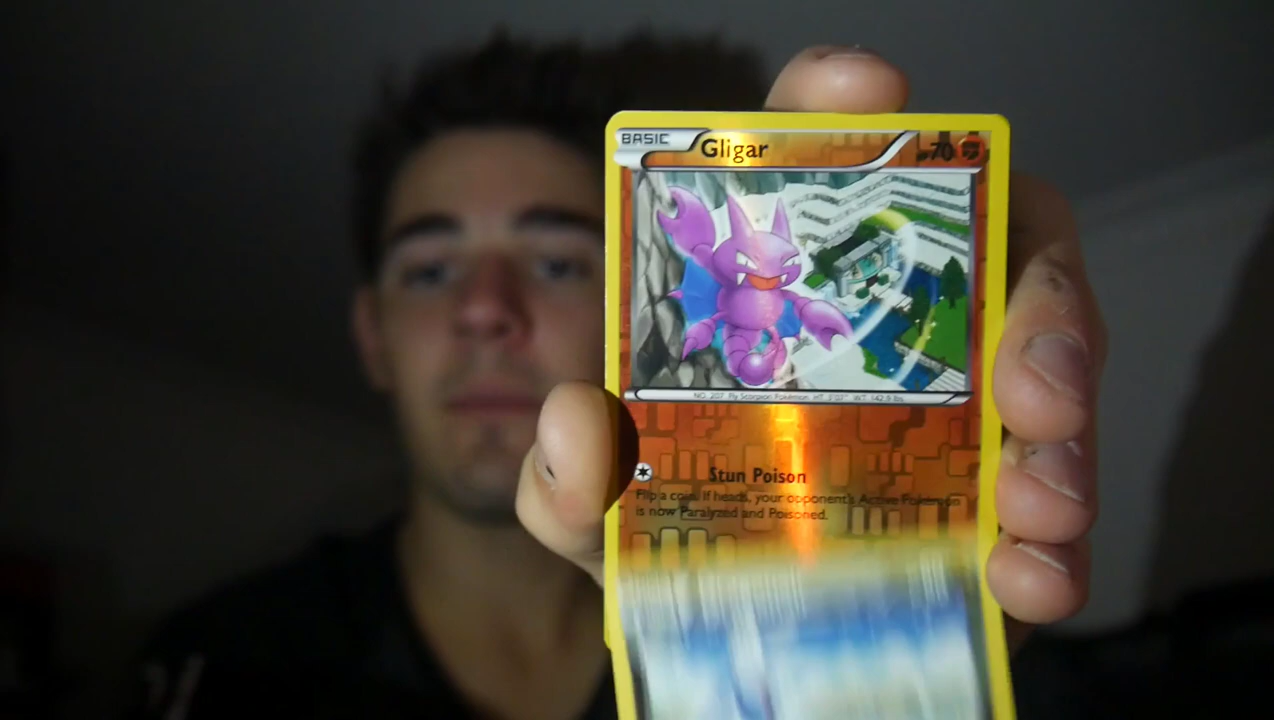 BASIC Gligar 70
NO. 207 Fly Scorpion Pokémon HT 3'07" WT. 142.9 lbs.
Stun Poison
Flip a coin. If heads, your opponent's Active Pokémon
is now Paralyzed and Poisoned.